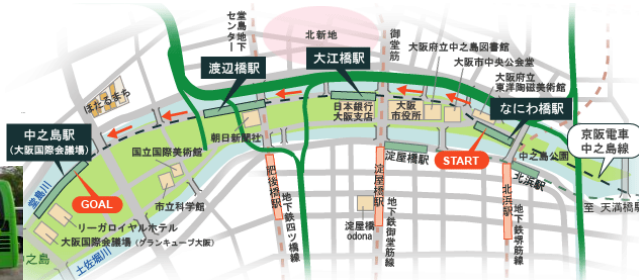 堂島地下
センター
北新地
御堂筋
渡辺橋駅
大江橋駅
大阪府立中之島図書館
大阪市中央公会堂
大阪府立
東洋陶磁美術館
なにわ橋駅
ほたるまち
日本銀行
大阪支店
大阪
市役所
京阪電車
中之島線
中之島駅
(大阪国際会議場)
朝日新聞社
国立国際美術館
淀屋橋駅
START
中之島公園
北浜駅
堂島川
GOAL
市立科学館
肥後橋駅
地下鉄四ツ橋線
淀屋橋駅
地下鉄御堂筋線
北浜駅
地下鉄堺筋線
至 天満橋駅
リーガロイヤルホテル
大阪国際会議場(グランキューブ大阪)
淀屋橋
odona
土佐堀川